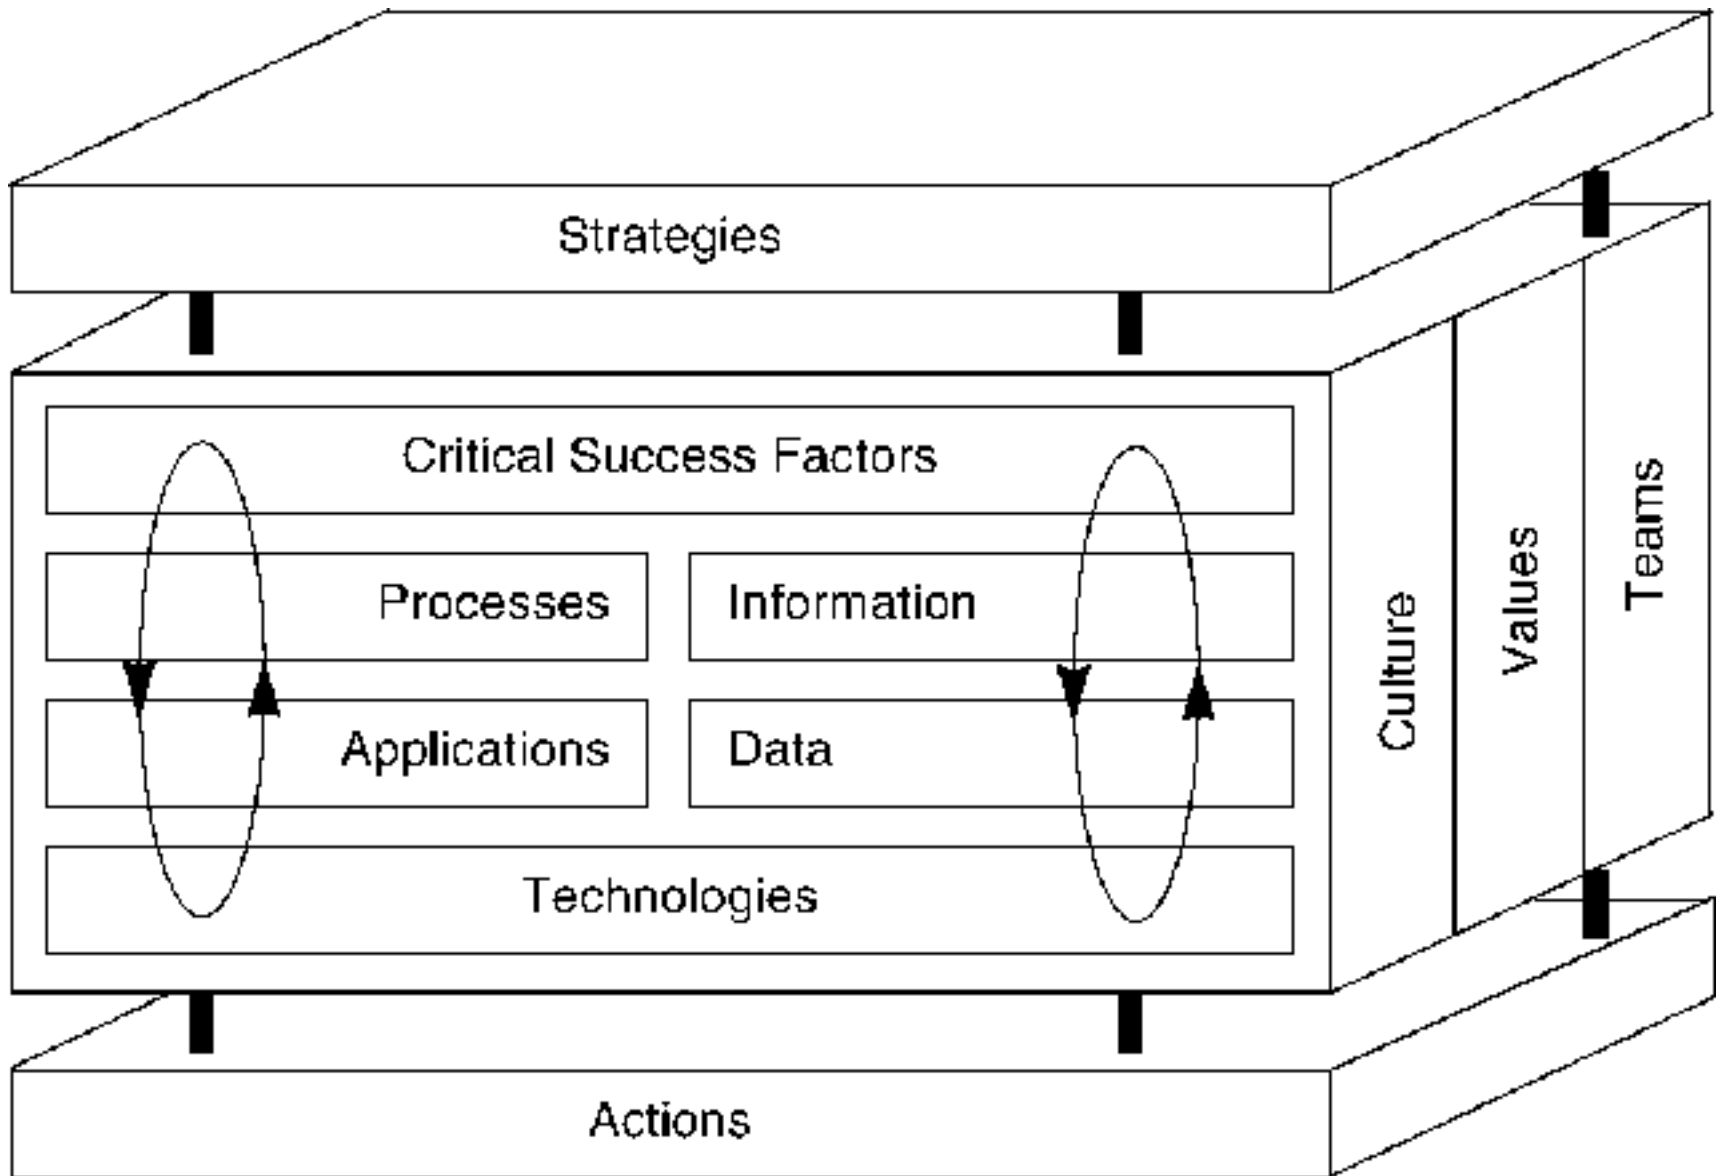 Strategies
Critical Success Factors
Processes
Information
Applications
Data
Technologies
Culture
Values
Teams
Actions